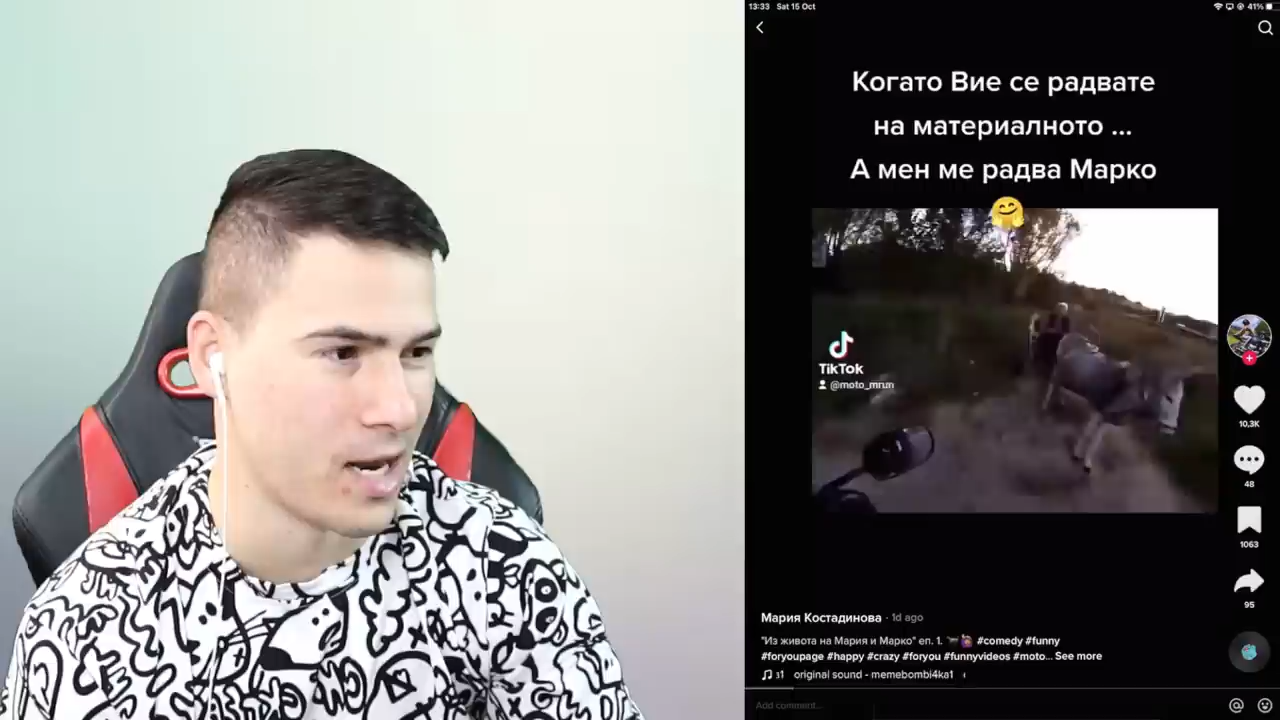 13:33 Sat 15 Oct
41%
Когато Вие се радвате
на материалното ...
А мен ме радва Марко
TikTok
@moto_mrun
10,3K
48
1063
95
Мария Костадинова · 1d ago
"Из живота на Мария и Марко" еп. 1. #comedy #funny
#foryoupage #happy #crazy #foryou #funnyvideos #moto... See more
original sound - memebombi4ka1
Add comment...